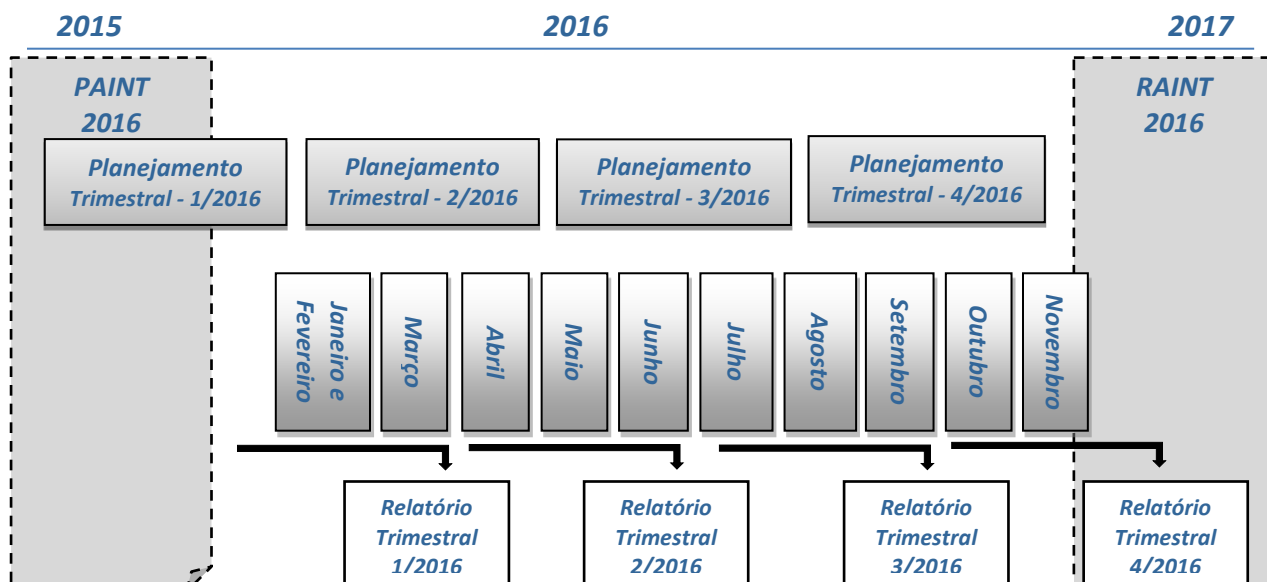 2015
2016
2017
PAINT
2016
RAINT
2016
Planejamento
Trimestral - 1/2016
Planejamento
Trimestral - 2/2016
Planejamento
Trimestral - 3/2016
Planejamento
Trimestral - 4/2016
Janeiro e
Fevereiro
Março
Abril
Maio
Junho
Julho
Agosto
Setembro
Outubro
Novembro
Relatório
Trimestral
1/2016
Relatório
Trimestral
2/2016
Relatório
Trimestral
3/2016
Relatório
Trimestral
4/2016